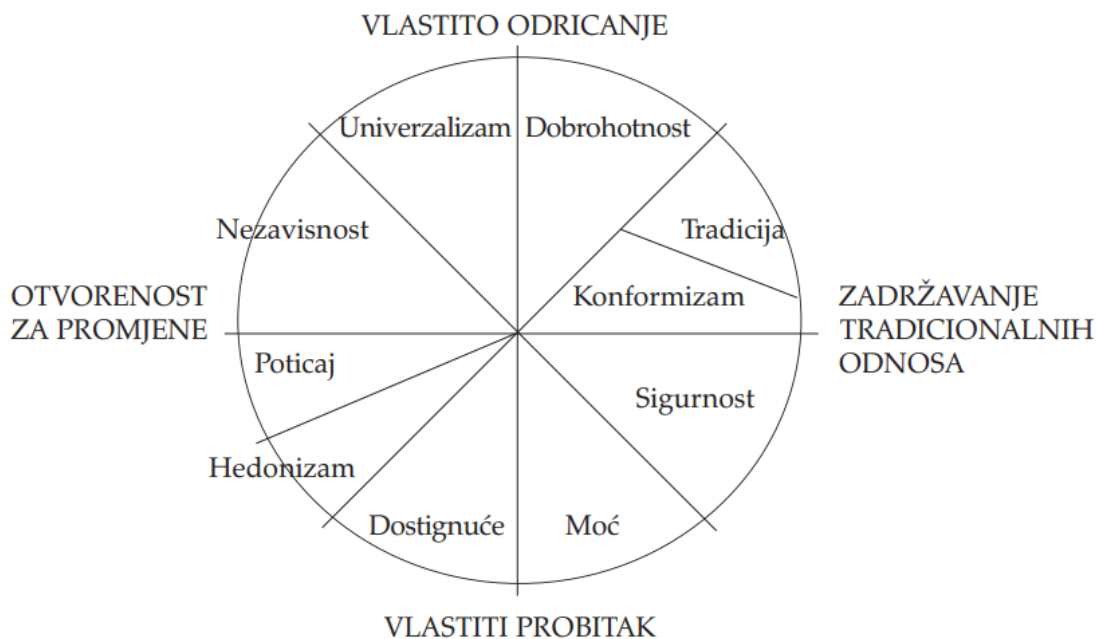 VLASTITO ODRICANJE
Univerzalizam
Dobrohotnost
Nezavisnost
Tradicija
OTVORENOST
ZA PROMJENE
Konformizam
ZADRŽAVANJE
TRADICIONALNIH
ODNOSA
Poticaj
Sigurnost
Hedonizam
Dostignuće
Moć
VLASTITI PROBITAK